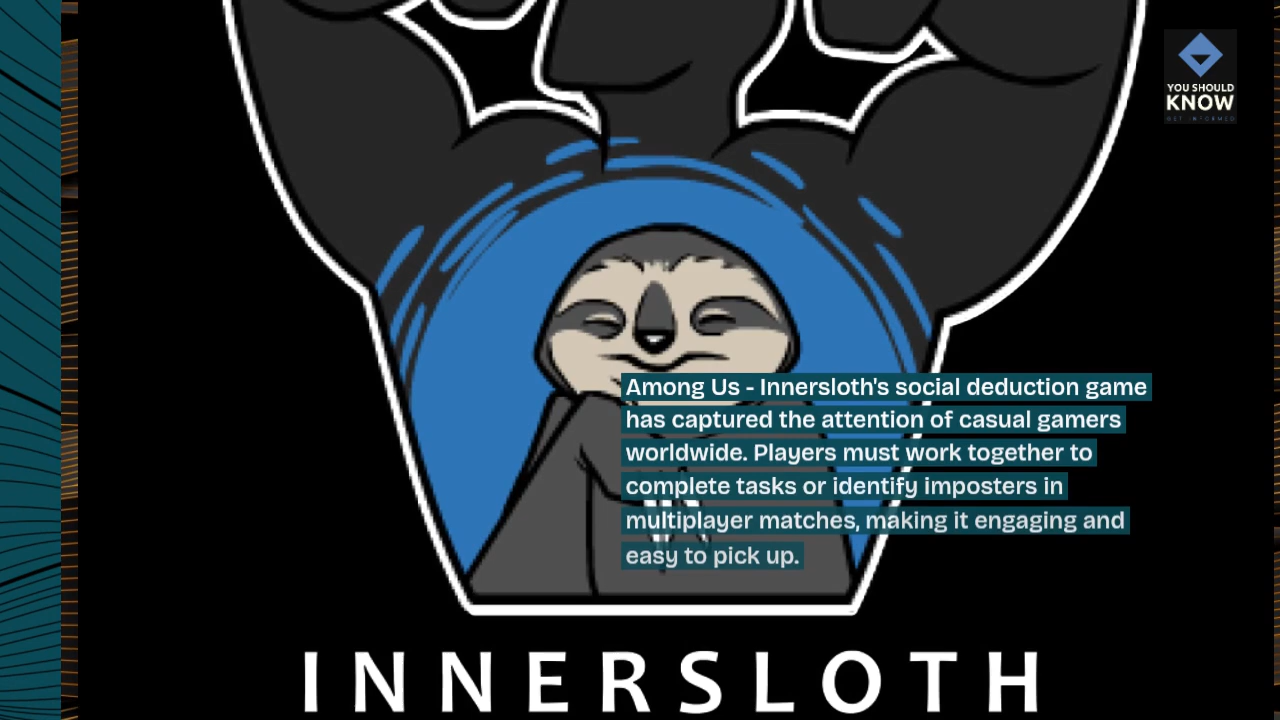 YOU SHOULD
KNOW
GET INFORMED
Among Us - Innersloth's social deduction game
has captured the attention of casual gamers
worldwide. Players must work together to
complete tasks or identify imposters in
multiplayer matches, making it engaging and
easy to pick up.
INNERSLOTH